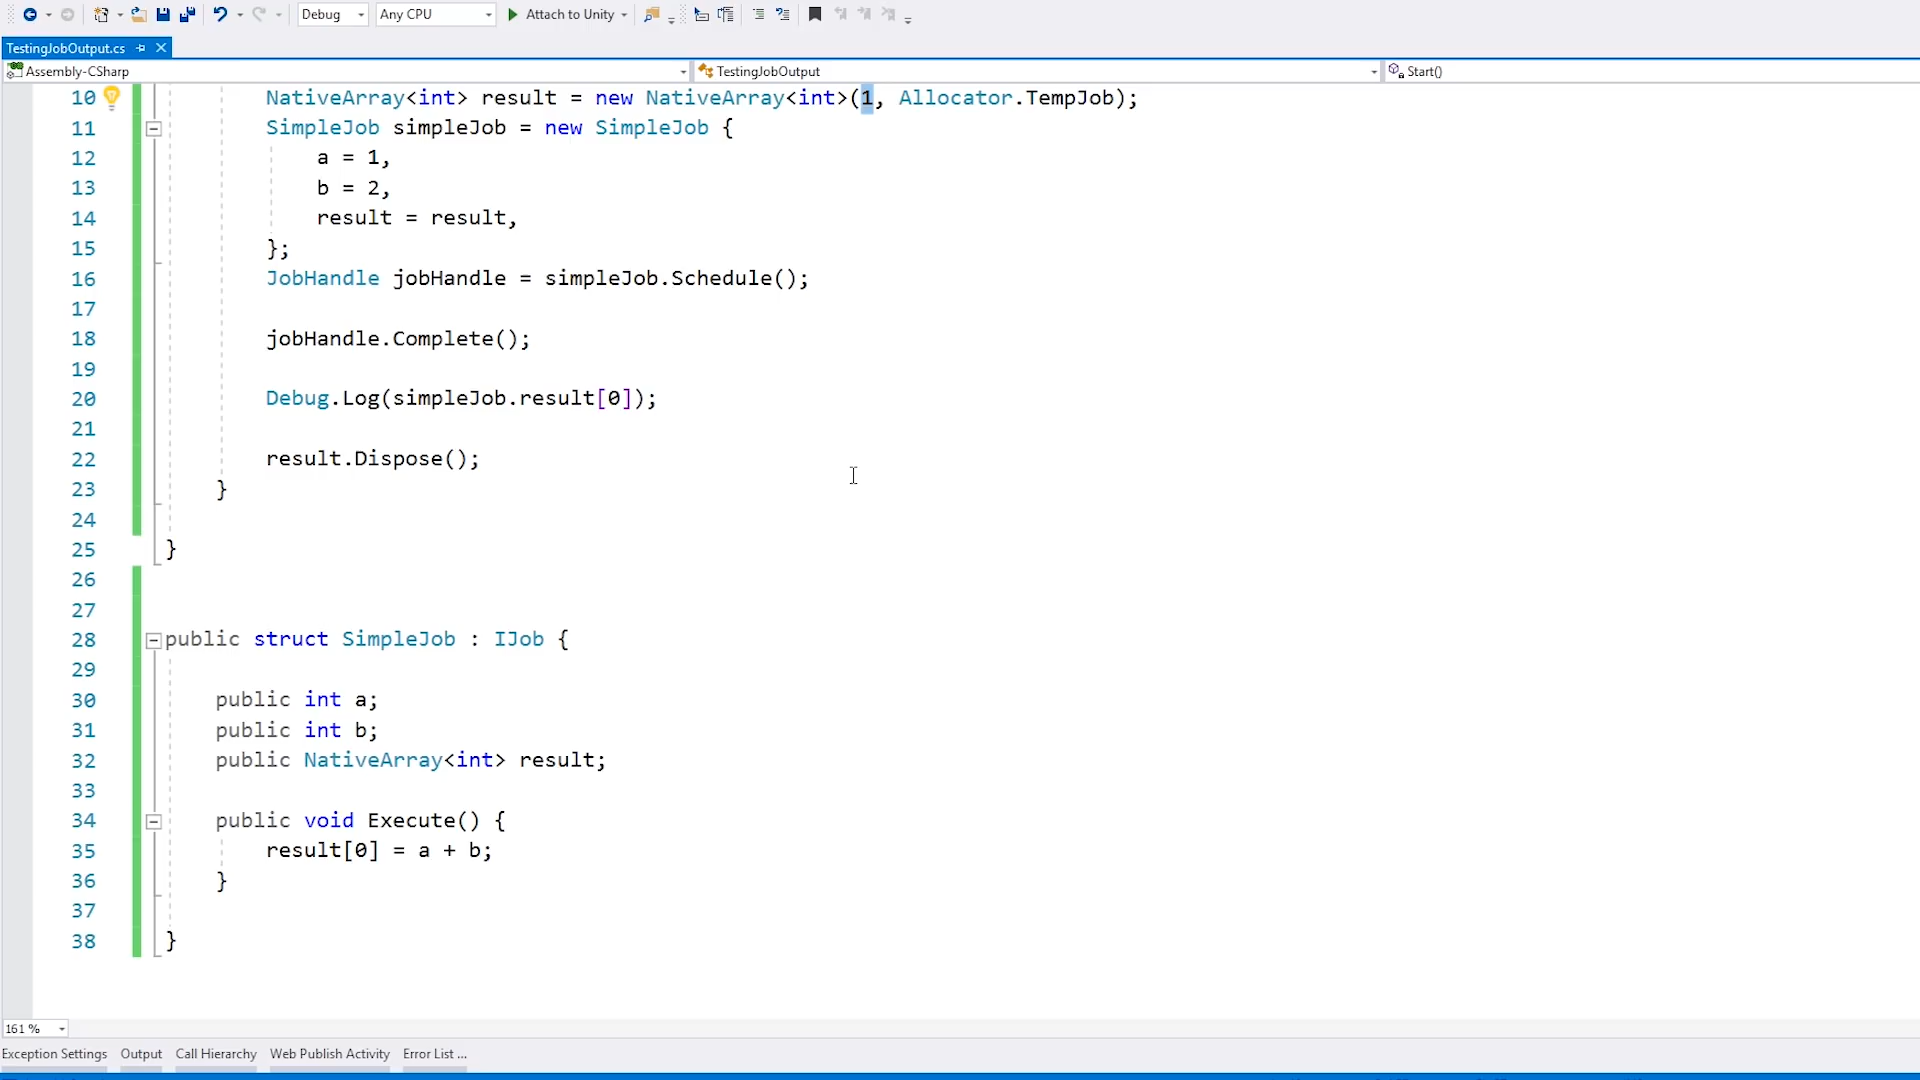 Debug Any CPU Attach to Unity
TestingJobOutput.cs
Assembly-CSharp TestingJobOutput Start()
10 NativeArray<int> result = new NativeArray<int>(1, Allocator.TempJob);
11 SimpleJob simpleJob = new SimpleJob {
12 a = 1,
13 b = 2,
14 result = result,
15 };
16 JobHandle jobHandle = simpleJob.Schedule();
17
18 jobHandle.Complete();
19
20 Debug.Log(simpleJob.result[0]);
21
22 result.Dispose();
23 }
24
25 }
26
27
28 public struct SimpleJob : IJob {
29
30 public int a;
31 public int b;
32 public NativeArray<int> result;
33
34 public void Execute() {
35 result[0] = a + b;
36 }
37
38 }
161 %
Exception Settings Output Call Hierarchy Web Publish Activity Error List ...